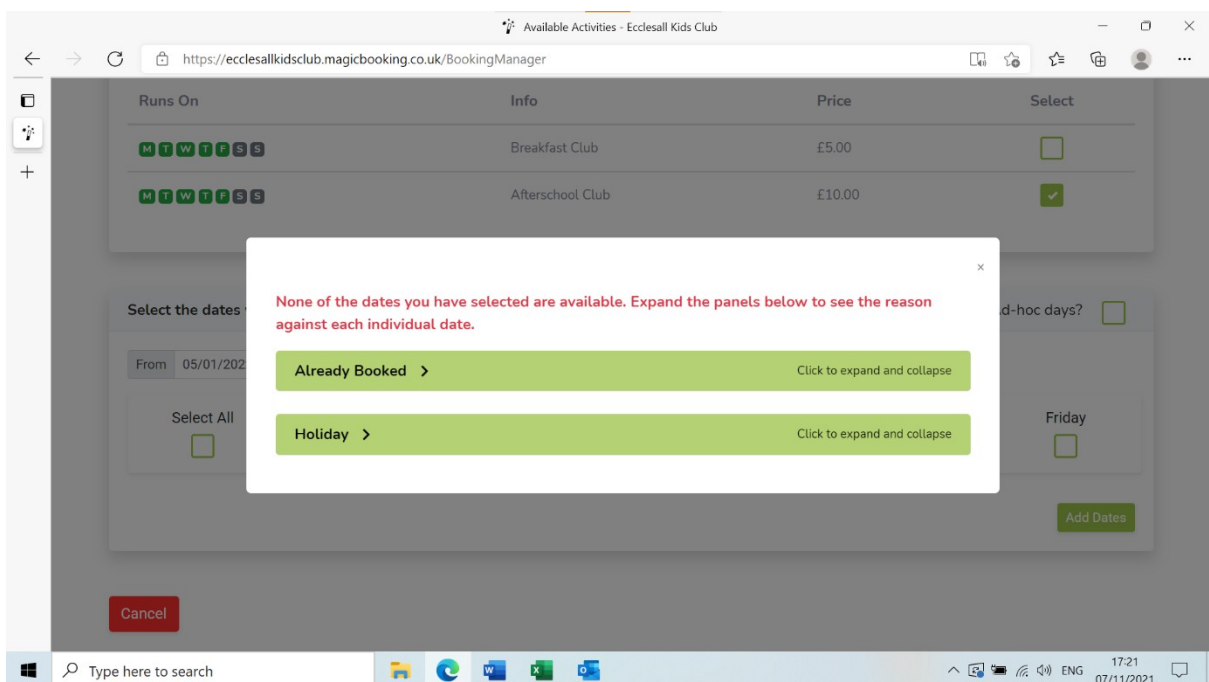 Available Activities - Ecclesall Kids Club
https://ecclesallkidsclub.magicbooking.co.uk/BookingManager
Runs On Info Price Select
M T W T F S S Breakfast Club £5.00
M T W T F S S Afterschool Club £10.00
×
None of the dates you have selected are available. Expand the panels below to see the reason
against each individual date.
Select the dates d-hoc days?
Already Booked > Click to expand and collapse
From 05/01/202
Select All Friday
Holiday > Click to expand and collapse
Add Dates
Cancel
Type here to search
ENG 17:21
07/11/2021